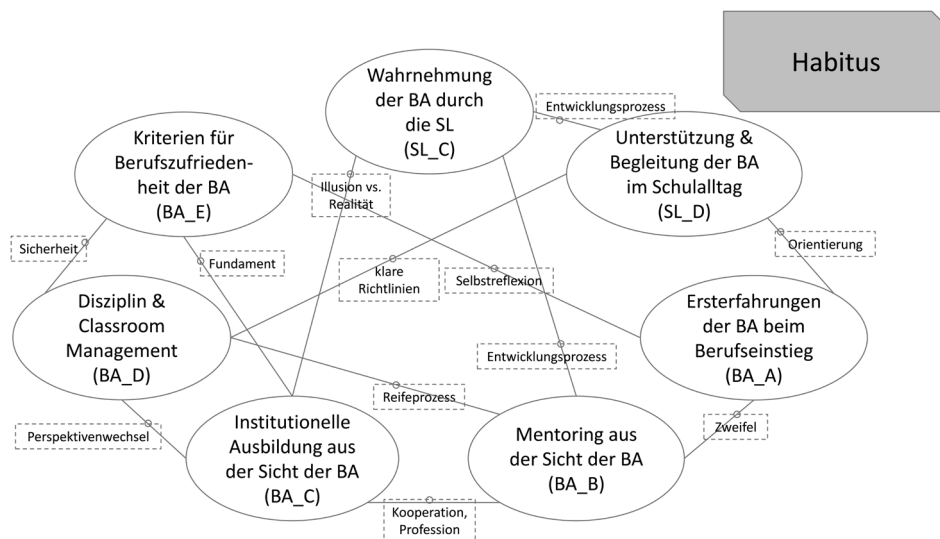 Habitus
Wahrnehmung
der BA durch
die SL
(SL_C)
Entwicklungsprozess
Unterstützung &
Begleitung der BA
im Schulalltag
(SL_D)
Kriterien für
Berufszufrieden-
heit der BA
(BA_E)
Illusion vs.
Realität
Sicherheit
Fundament
klare
Richtlinien
Selbstreflexion
Orientierung
Disziplin &
Classroom
Management
(BA_D)
Ersterfahrungen
der BA beim
Berufseinstieg
(BA_A)
Entwicklungsprozess
Reifeprozess
Perspektivenwechsel
Institutionelle
Ausbildung aus
der Sicht der BA
(BA_C)
Mentoring aus
der Sicht der BA
(BA_B)
Zweifel
Kooperation,
Profession